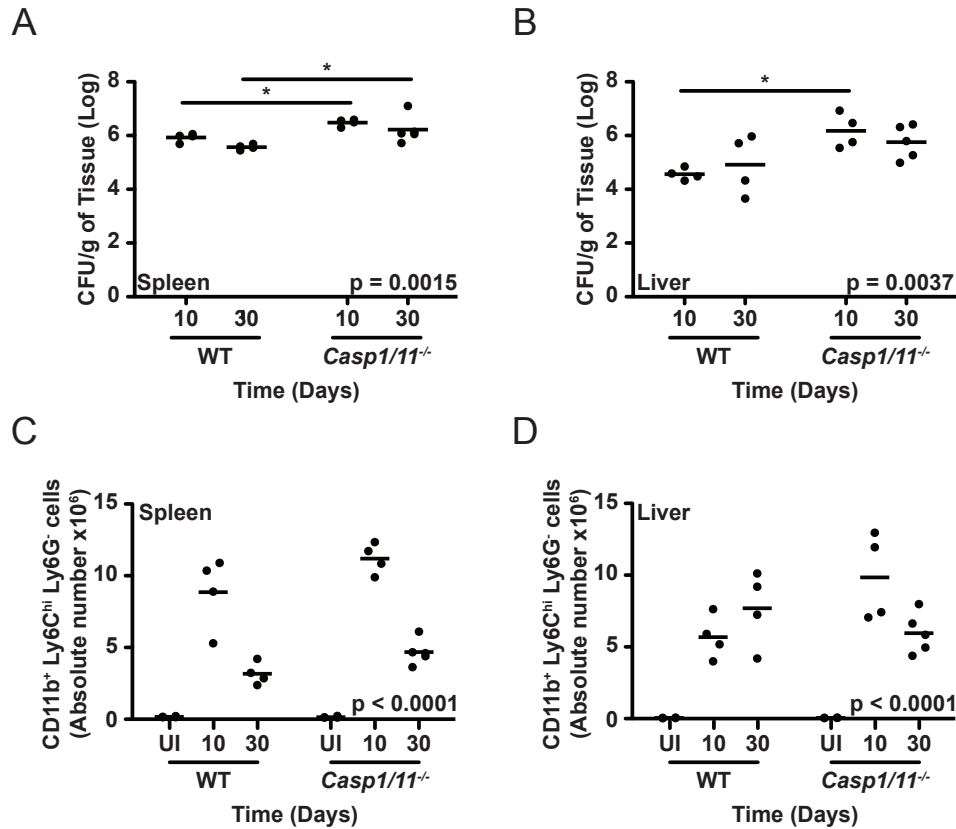 A
CFU/g of Tissue (Log)
8
6
4
2
0
*
*
Spleen
p = 0.0015
10 30 10 30
WT Casp1/11⁻/⁻
Time (Days)
B
CFU/g of Tissue (Log)
8
6
4
2
0
*
Liver
p = 0.0037
10 30 10 30
WT Casp1/11⁻/⁻
Time (Days)
C
CD11b⁺ Ly6Cʰⁱ Ly6G⁻ cells
(Absolute number x10⁶)
15
10
5
0
Spleen
p < 0.0001
UI 10 30 UI 10 30
WT Casp1/11⁻/⁻
Time (Days)
D
CD11b⁺ Ly6Cʰⁱ Ly6G⁻ cells
(Absolute number x10⁶)
15
10
5
0
Liver
p < 0.0001
UI 10 30 UI 10 30
WT Casp1/11⁻/⁻
Time (Days)